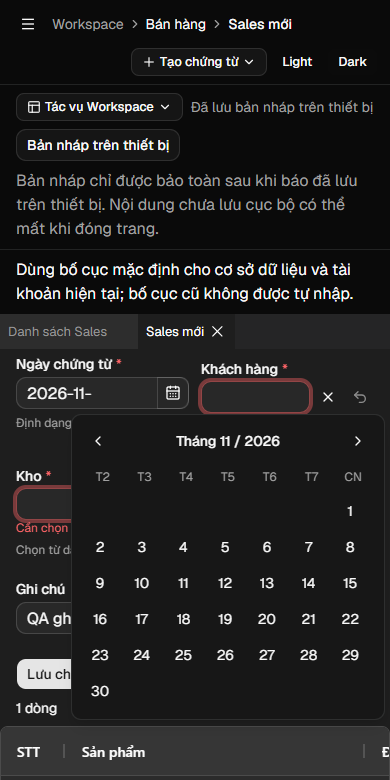 Workspace > Bán hàng > Sales mới
+ Tạo chứng từ
Light
Dark
Tác vụ Workspace
Đã lưu bản nháp trên thiết bị
Bản nháp trên thiết bị
Bản nháp chỉ được bảo toàn sau khi báo đã lưu
trên thiết bị. Nội dung chưa lưu cục bộ có thể
mất khi đóng trang.
Dùng bố cục mặc định cho cơ sở dữ liệu và tài
khoản hiện tại; bố cục cũ không được tự nhập.
Danh sách Sales
Sales mới
Ngày chứng từ *
Khách hàng *
2026-11-
Định dạng
Tháng 11 / 2026
T2 T3 T4 T5 T6 T7 CN
1
2 3 4 5 6 7 8
9 10 11 12 13 14 15
16 17 18 19 20 21 22
23 24 25 26 27 28 29
30
Kho *
Cần chọn
Chọn từ
Ghi chú
QA gh
Lưu
1 dòng
STT
Sản phẩm